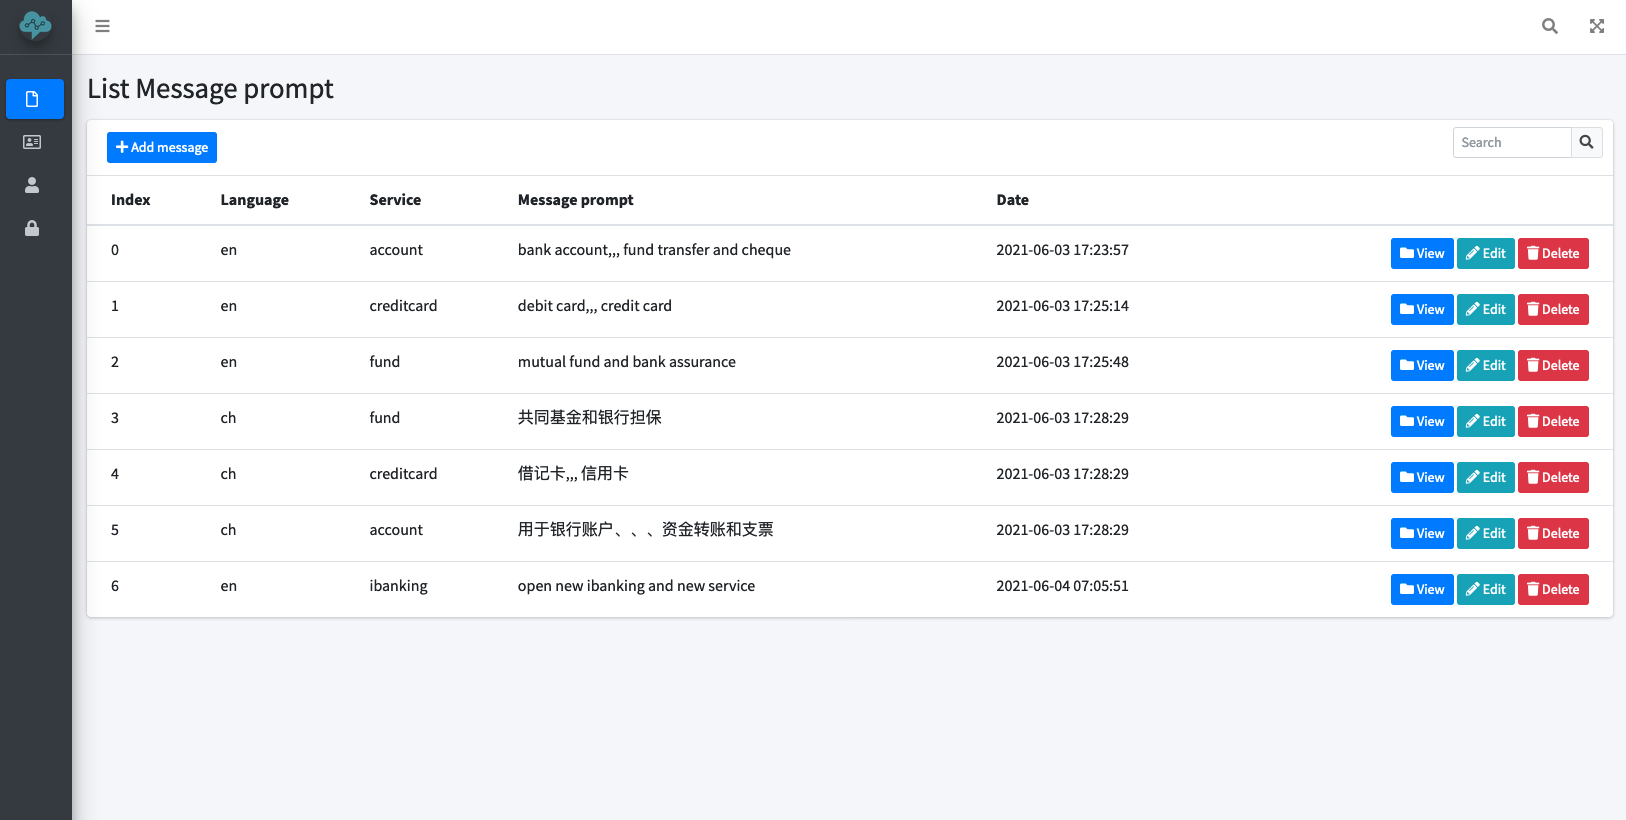 List Message prompt
Add message
Search
Index Language Service Message prompt Date
0 en account bank account,,, fund transfer and cheque 2021-06-03 17:23:57 View Edit Delete
1 en creditcard debit card,,, credit card 2021-06-03 17:25:14 View Edit Delete
2 en fund mutual fund and bank assurance 2021-06-03 17:25:48 View Edit Delete
3 ch fund 共同基金和银行担保 2021-06-03 17:28:29 View Edit Delete
4 ch creditcard 借记卡,,, 信用卡 2021-06-03 17:28:29 View Edit Delete
5 ch account 用于银行账户、、、资金转账和支票 2021-06-03 17:28:29 View Edit Delete
6 en ibanking open new ibanking and new service 2021-06-04 07:05:51 View Edit Delete